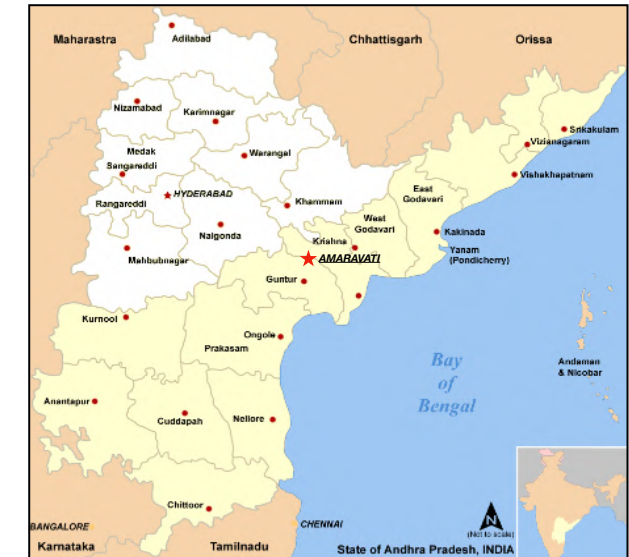 Maharastra
Chhattisgarh
Orissa
Adilabad
Nizamabad
Karimnagar
Srikakulam
Vizianagaram
Medak
Warangal
Sangareddi
Vishakhapatnam
HYDERABAD
East
Godavari
Rangareddi
Khammam
West
Godavari
Nalgonda
Kakinada
Krishna
Mahbubnagar
Yanam
(Pondicherry)
AMARAVATI
Guntur
Kurnool
Ongole
Prakasam
Bay
of
Bengal
Andaman
& Nicobar
Anantapur
Cuddapah
Nellore
Chittoor
N
BANGALORE
CHENNAI
(Not to scale)
Karnataka
Tamilnadu
State of Andhra Pradesh, INDIA